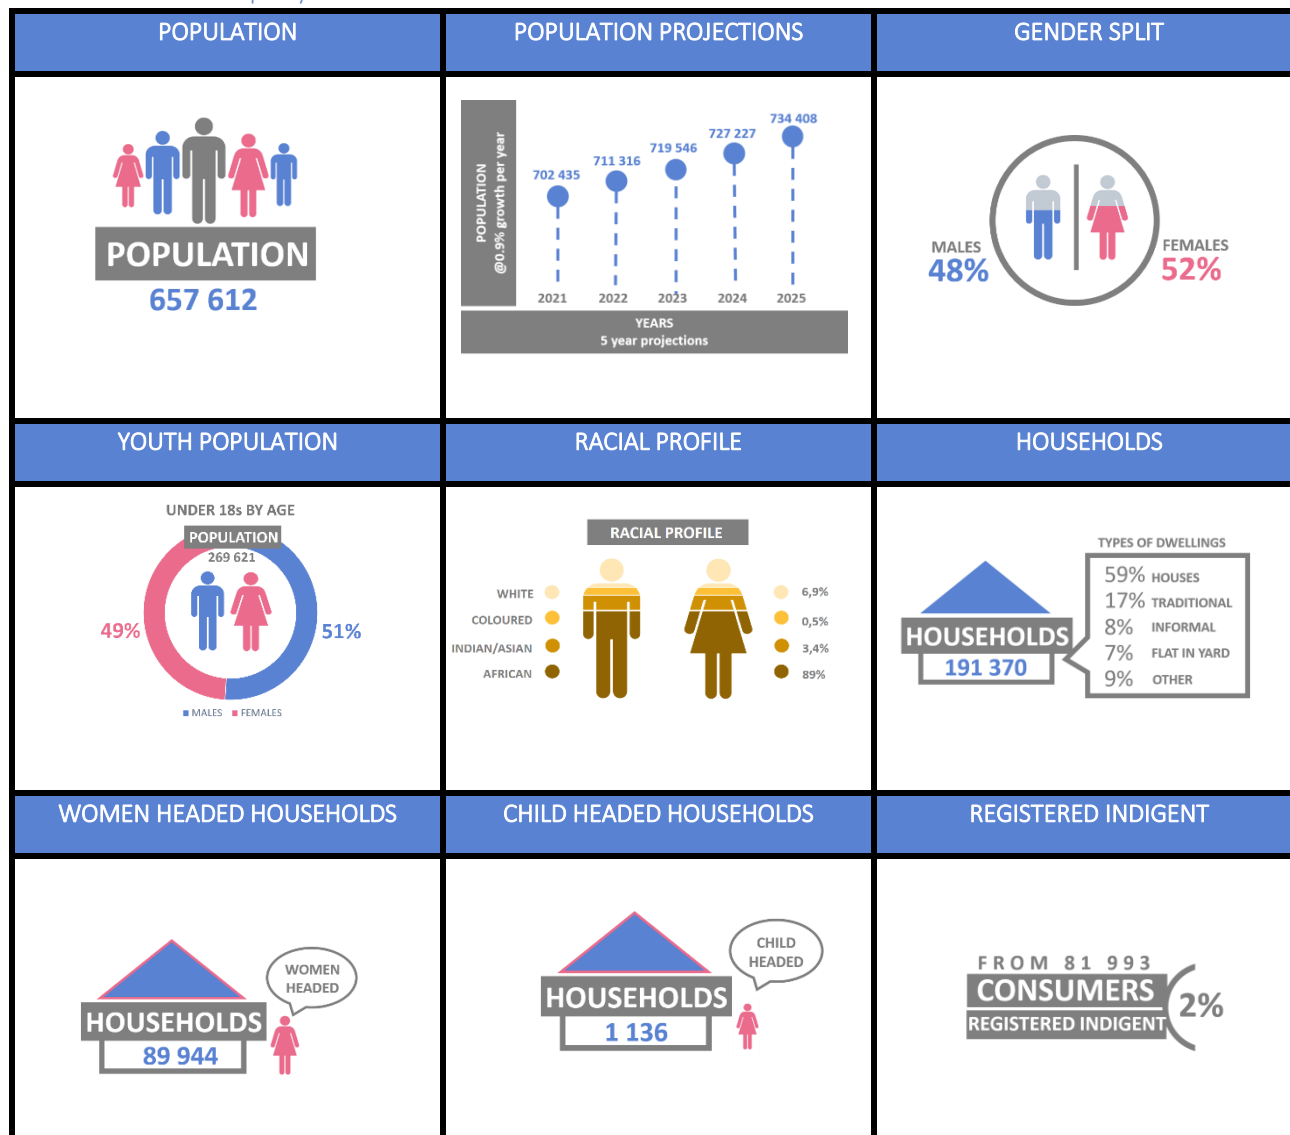 POPULATION
POPULATION
657 612
POPULATION PROJECTIONS
POPULATION
@0.9% growth per year
702 435
711 316
719 546
727 227
734 408
2021
2022
2023
2024
2025
YEARS
5 year projections
GENDER SPLIT
MALES
48%
FEMALES
52%
YOUTH POPULATION
UNDER 18s BY AGE
POPULATION
269 621
49%
51%
MALES FEMALES
RACIAL PROFILE
RACIAL PROFILE
WHITE 6,9%
COLOURED 0,5%
INDIAN/ASIAN 3,4%
AFRICAN 89%
HOUSEHOLDS
TYPES OF DWELLINGS
HOUSEHOLDS
191 370
59% HOUSES
17% TRADITIONAL
8% INFORMAL
7% FLAT IN YARD
9% OTHER
WOMEN HEADED HOUSEHOLDS
WOMEN
HEADED
HOUSEHOLDS
89 944
CHILD HEADED HOUSEHOLDS
CHILD
HEADED
HOUSEHOLDS
1 136
REGISTERED INDIGENT
FROM 81 993
CONSUMERS
REGISTERED INDIGENT
2%